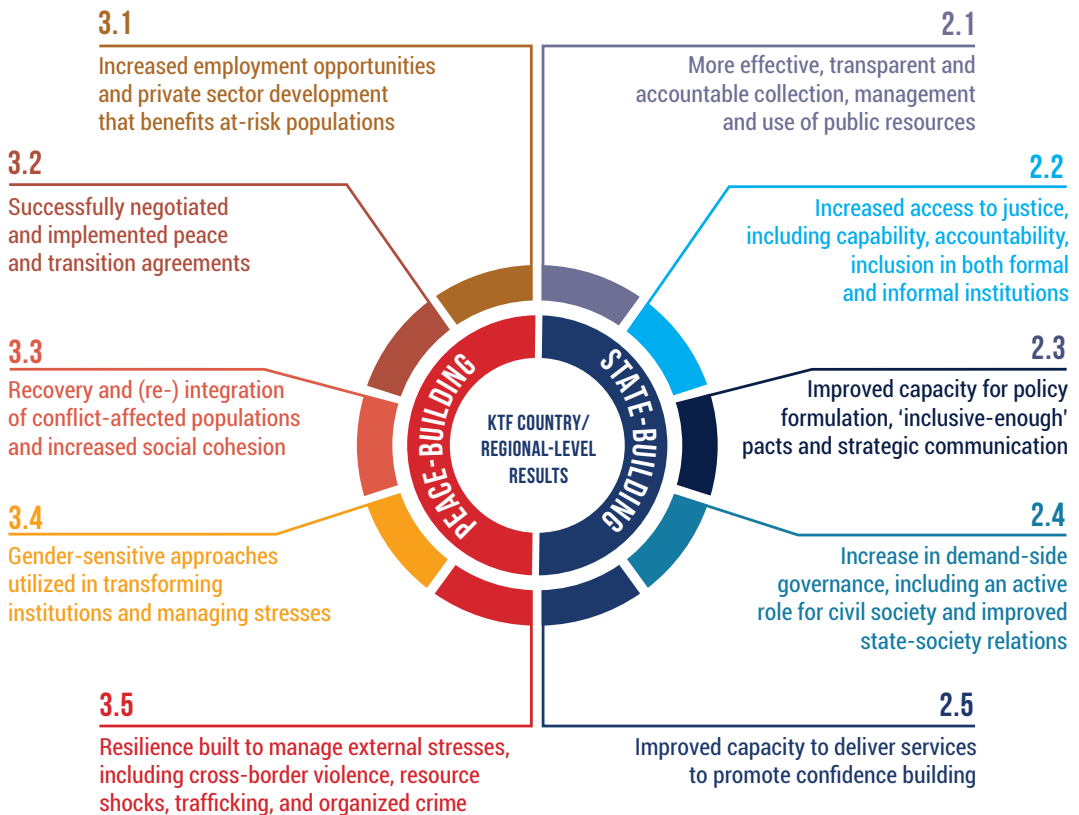 3.1
Increased employment opportunities
and private sector development
that benefits at-risk populations
3.2
Successfully negotiated
and implemented peace
and transition agreements
3.3
Recovery and (re-) integration
of conflict-affected populations
and increased social cohesion
3.4
Gender-sensitive approaches
utilized in transforming
institutions and managing stresses
3.5
Resilience built to manage external stresses,
including cross-border violence, resource
shocks, trafficking, and organized crime
PEACE-BUILDING
KTF COUNTRY/
REGIONAL-LEVEL
RESULTS
STATE-BUILDING
2.1
More effective, transparent and
accountable collection, management
and use of public resources
2.2
Increased access to justice,
including capability, accountability,
inclusion in both formal
and informal institutions
2.3
Improved capacity for policy
formulation, ‘inclusive-enough’
pacts and strategic communication
2.4
Increase in demand-side
governance, including an active
role for civil society and improved
state-society relations
2.5
Improved capacity to deliver services
to promote confidence building